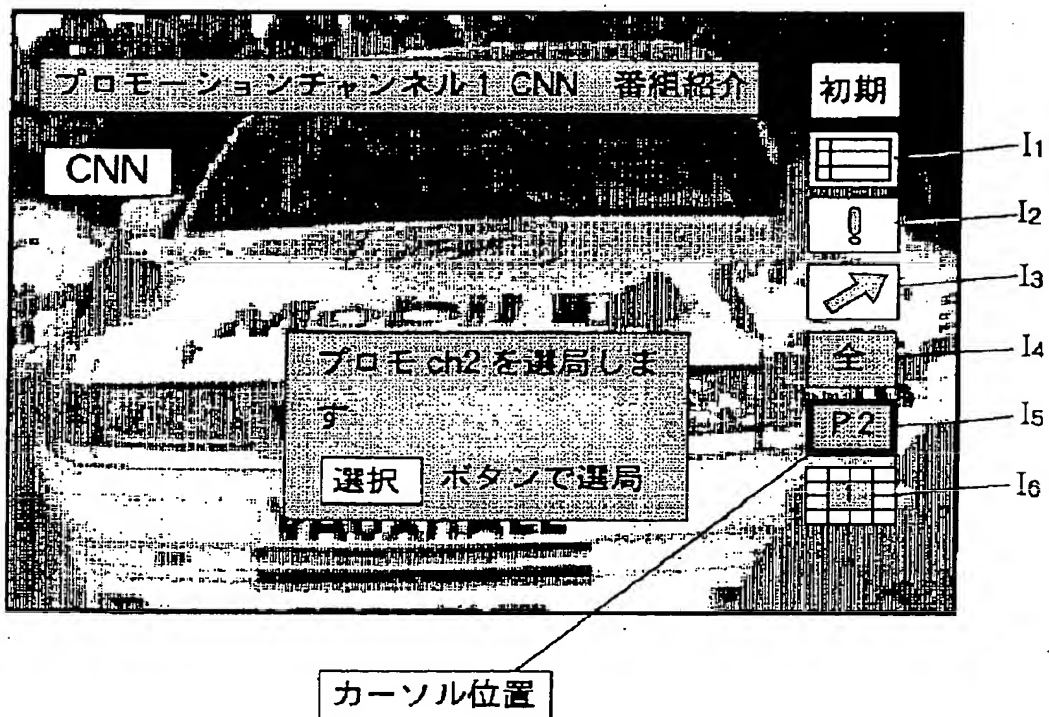 プロモーションチャンネル1 CNN 番組紹介
初期
CNN
I1
I2
I3
プロモch2を選局しま
す
選択 ボタンで選局
全
I4
P2
I5
I6
VAUXHALL
カーソル位置